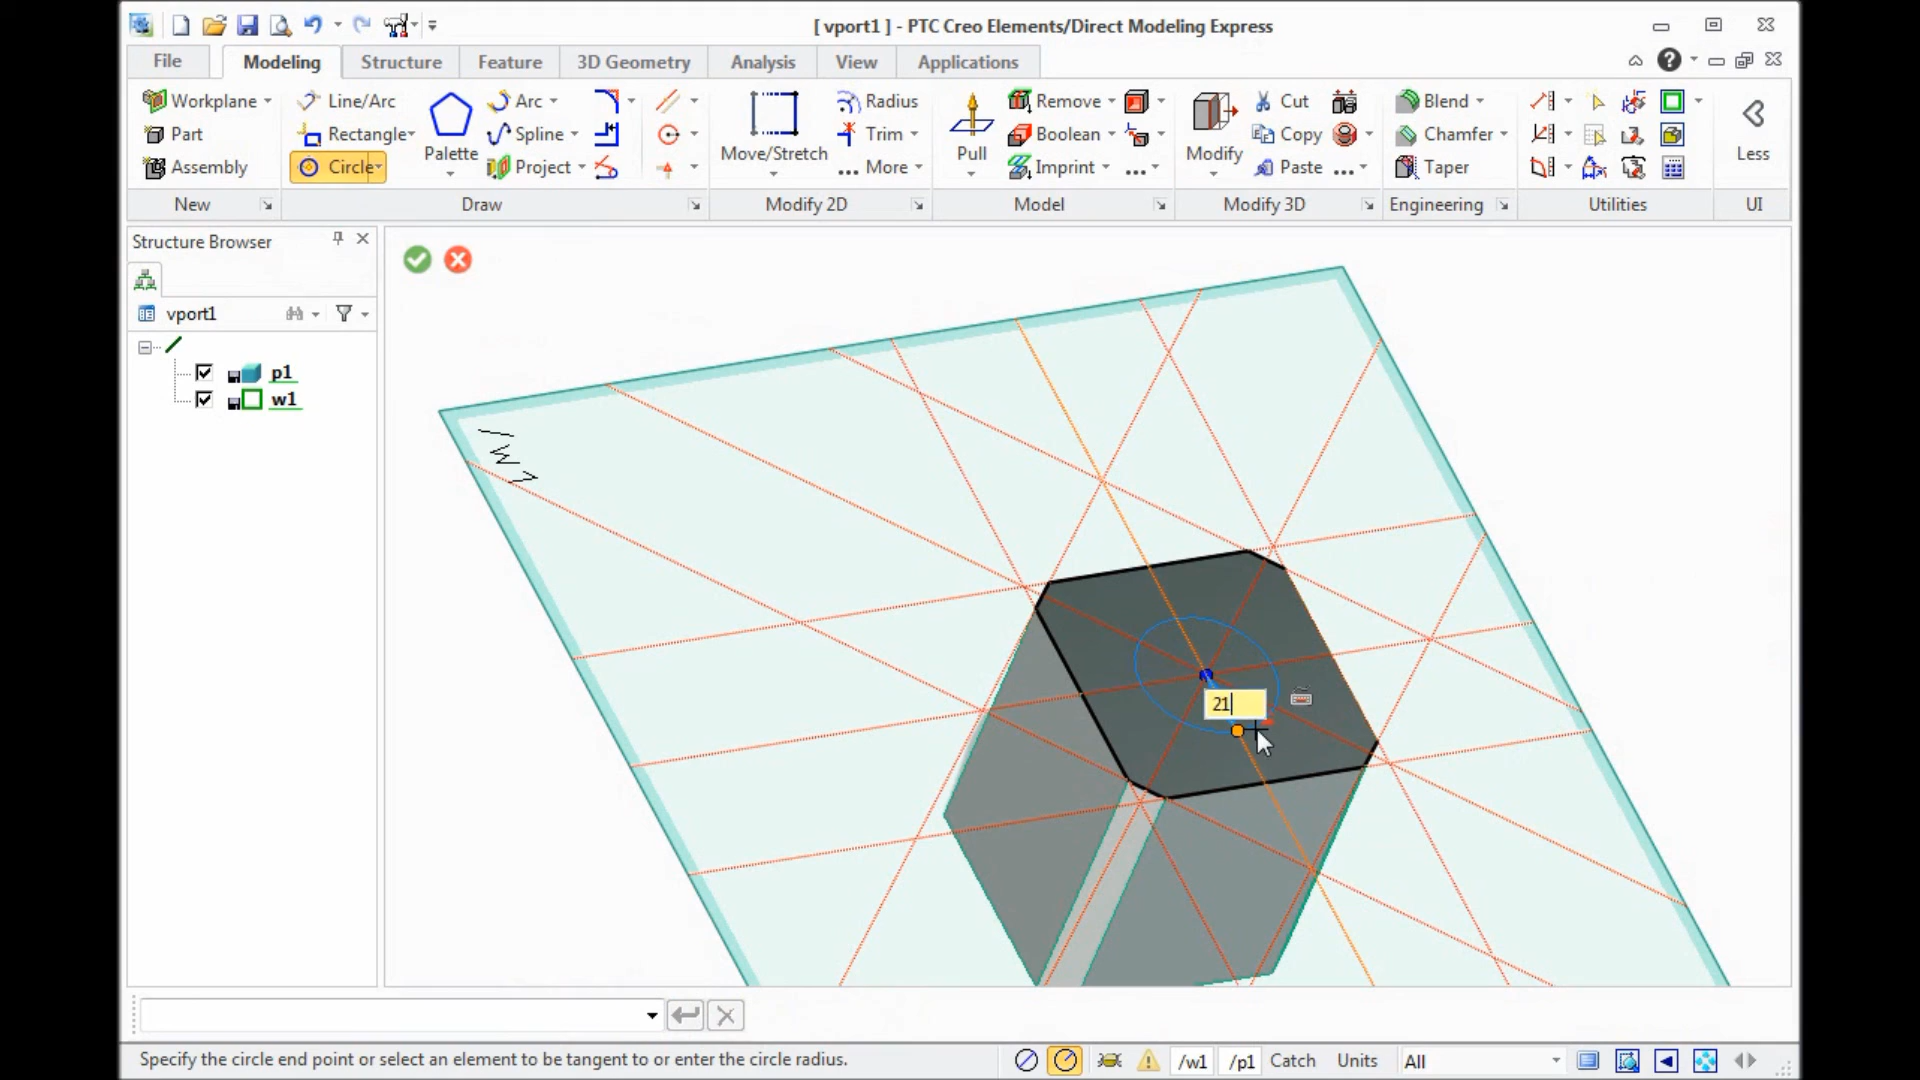 [ vport1 ] - PTC Creo Elements/Direct Modeling Express
File Modeling Structure Feature 3D Geometry Analysis View Applications
Workplane Line/Arc Arc Radius Remove Cut Blend
Part Rectangle Spline Trim Boolean Copy Chamfer
Assembly Circle Project More Imprint Paste Taper
Palette Move/Stretch Pull Modify Less
New Draw Modify 2D Model Modify 3D Engineering Utilities UI
Structure Browser
vport1
p1
w1
/w1
21
Specify the circle end point or select an element to be tangent to or enter the circle radius.
/w1 /p1 Catch Units All